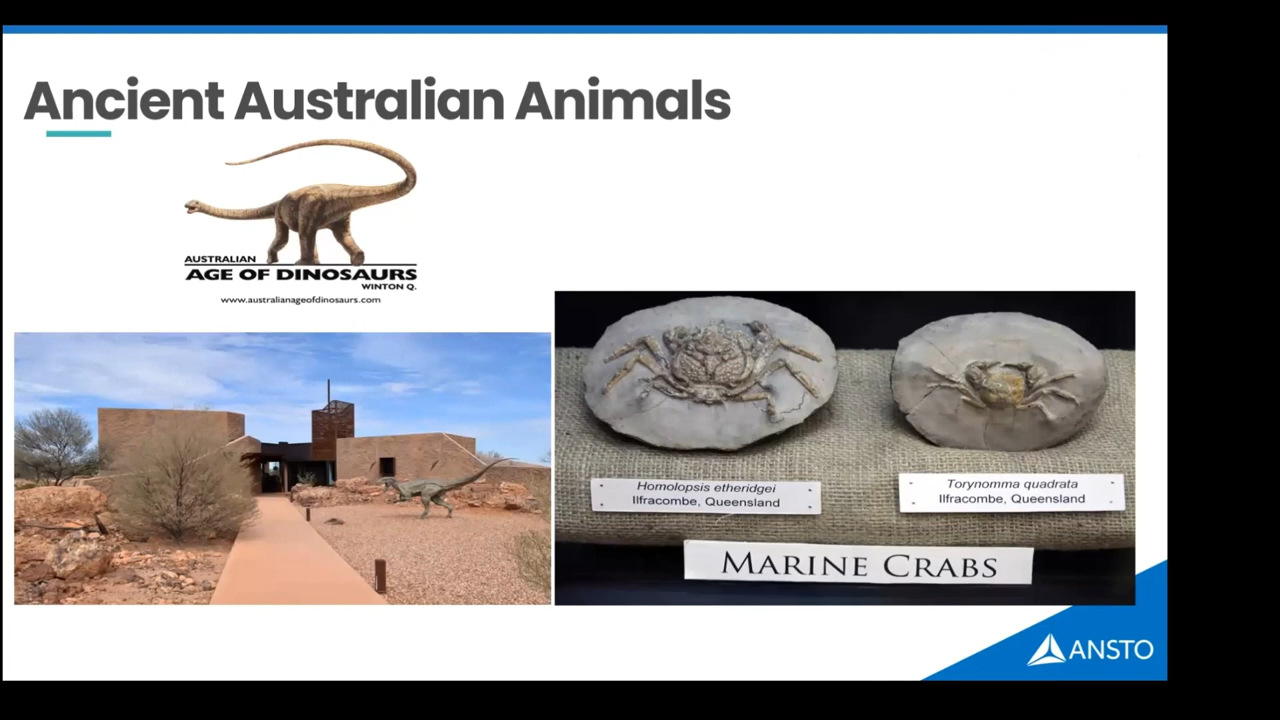 Ancient Australian Animals
AUSTRALIAN
AGE OF DINOSAURS
WINTON Q.
www.australianageofdinosaurs.com
Homolopsis etheridgei
Ilfracombe, Queensland
Torynomma quadrata
Ilfracombe, Queensland
MARINE CRABS
ANSTO